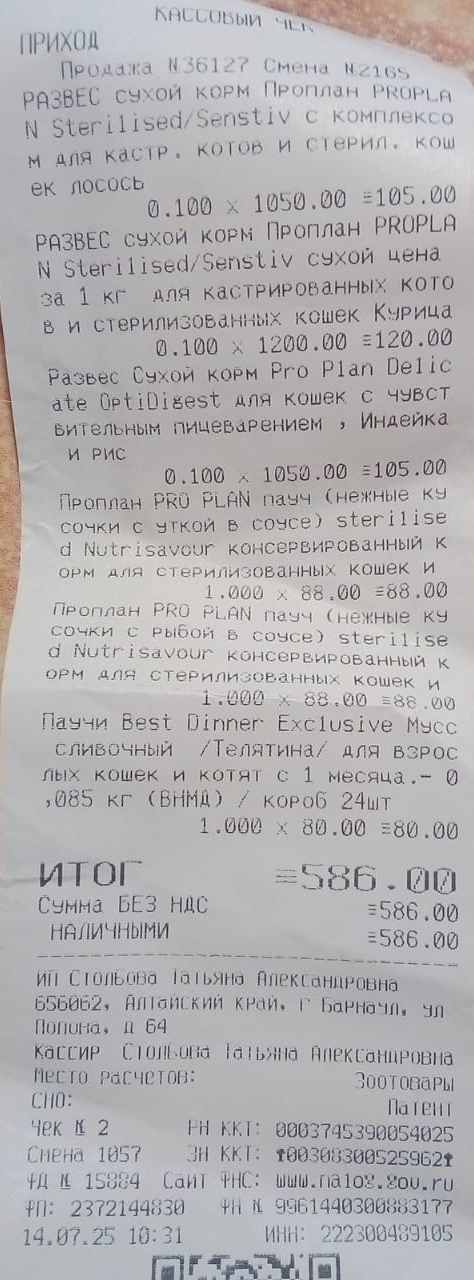 КАССОВЫЙ ЧЕК
ПРИХОД
Продажа N36127 Смена N2165
РАЗВЕС сухой корм Проплан PROPLA
N Sterilised/Senstiv с комплексо
м для кастр. котов и стерил. кош
ек лосось
0.100 x 1050.00 =105.00
РАЗВЕС сухой корм Проплан PROPLA
N Sterilised/Senstiv сухой цена
за 1 кг для кастрированных кото
в и стерилизованных кошек Курица
0.100 x 1200.00 =120.00
Развес Сухой корм Pro Plan Delic
ate OptiDigest для кошек с чувст
вительным пищеварением , Индейка
и рис
0.100 x 1050.00 =105.00
Проплан PRO PLAN пауч (нежные ку
сочки с уткой в соусе) sterilise
d Nutrisavour консервированный к
орм для стерилизованных кошек и
1.000 x 88.00 =88.00
Проплан PRO PLAN пауч (нежные ку
сочки с рыбой в соусе) sterilise
d Nutrisavour консервированный к
орм для стерилизованных кошек и
1.000 x 88.00 =88.00
Паучи Best Dinner Exclusive Мусс
сливочный /Телятина/ для взрос
лых кошек и котят с 1 месяца.- 0
,085 кг (ВНМД) / короб 24шт
1.000 x 80.00 =80.00
ИТОГ =586.00
Сумма БЕЗ НДС =586.00
НАЛИЧНЫМИ =586.00
ИП Столбова Татьяна Александровна
656062, Алтайский край, г Барнаул, ул
Попова, д 64
Кассир Столбова Татьяна Александровна
Место расчетов: Зоотовары
СНО: Патент
Чек № 2 РН ККТ: 0003745390054025
Смена 1057 ЗН ККТ: 00308300525962
ФД № 15884 Сайт ФНС: www.nalog.gov.ru
ФП: 2372144830 ФН № 9961440300883177
14.07.25 10:31 ИНН: 222300489105